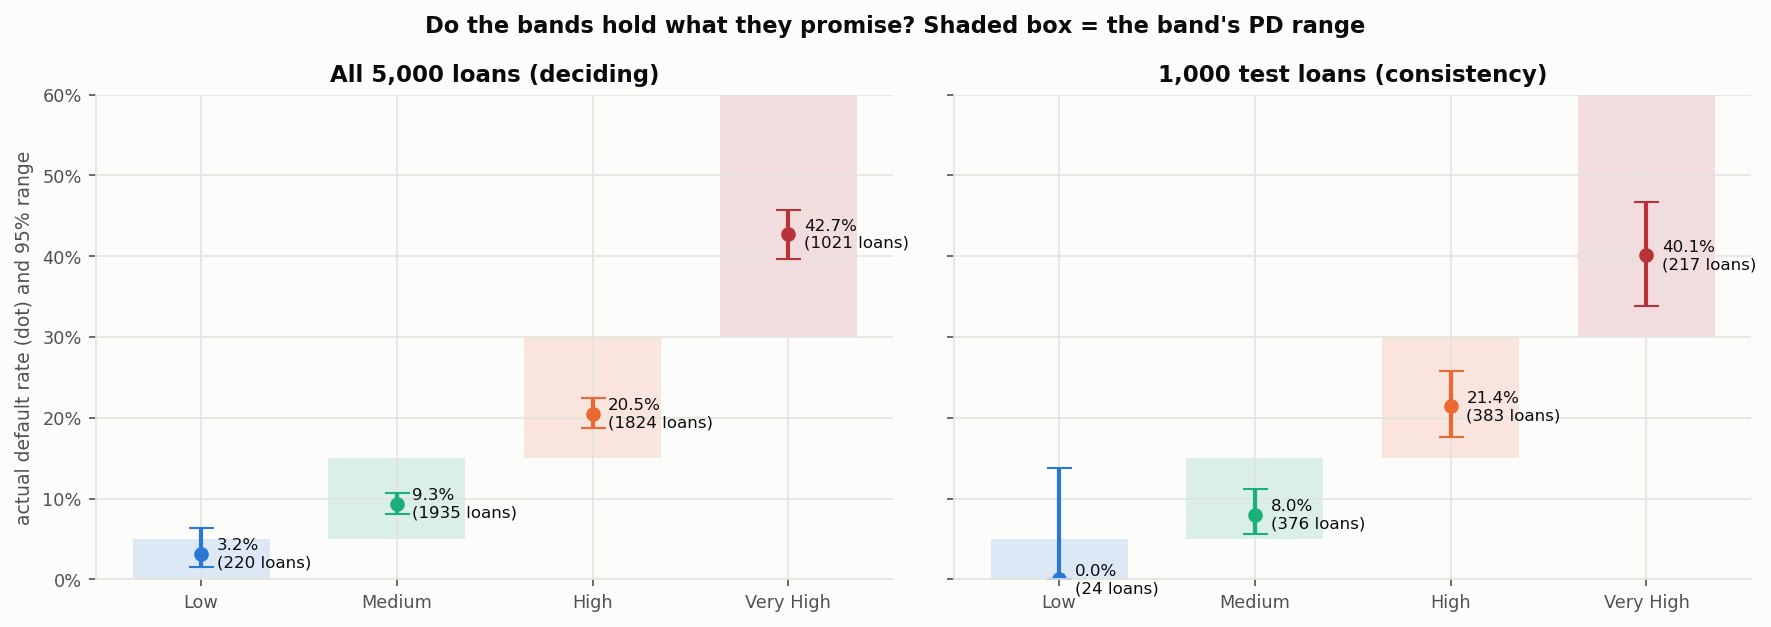 Do the bands hold what they promise? Shaded box = the band's PD range
All 5,000 loans (deciding)
actual default rate (dot) and 95% range
60%
50%
40%
30%
20%
10%
0%
42.7%
(1021 loans)
20.5%
(1824 loans)
9.3%
(1935 loans)
3.2%
(220 loans)
Low
Medium
High
Very High
1,000 test loans (consistency)
40.1%
(217 loans)
21.4%
(383 loans)
8.0%
(376 loans)
0.0%
(24 loans)
Low
Medium
High
Very High